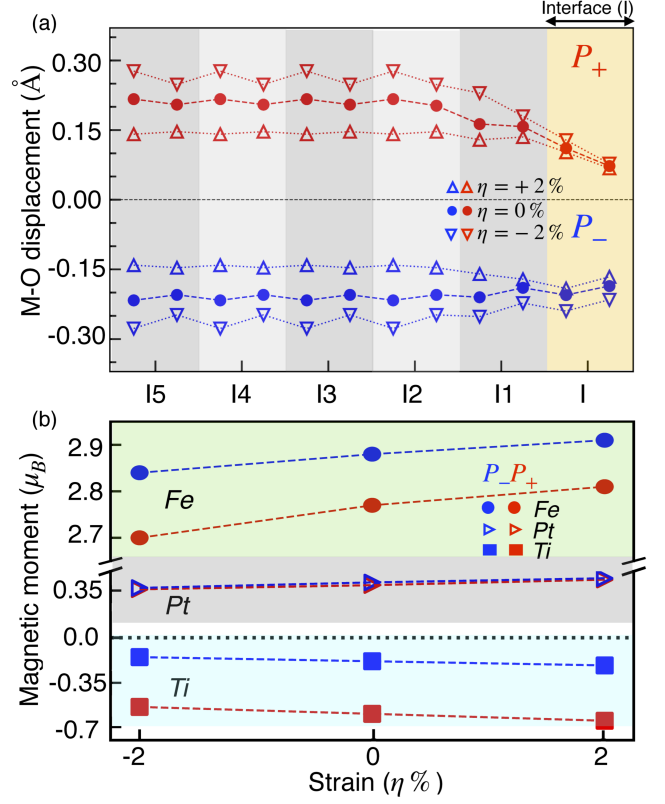 (a)
Interface (I)
M-O displacement (Å)
0.30
0.15
0.00
-0.15
-0.30
P₊
η = + 2 %
η = 0 %
η = − 2 %
P₋
I5 I4 I3 I2 I1 I
(b)
Magnetic moment (μ_B)
2.9
2.8
2.7
0.35
0.0
-0.35
-0.7
Fe
Pt
Ti
P₋ P₊
Fe
Pt
Ti
-2 0 2
Strain (η %)